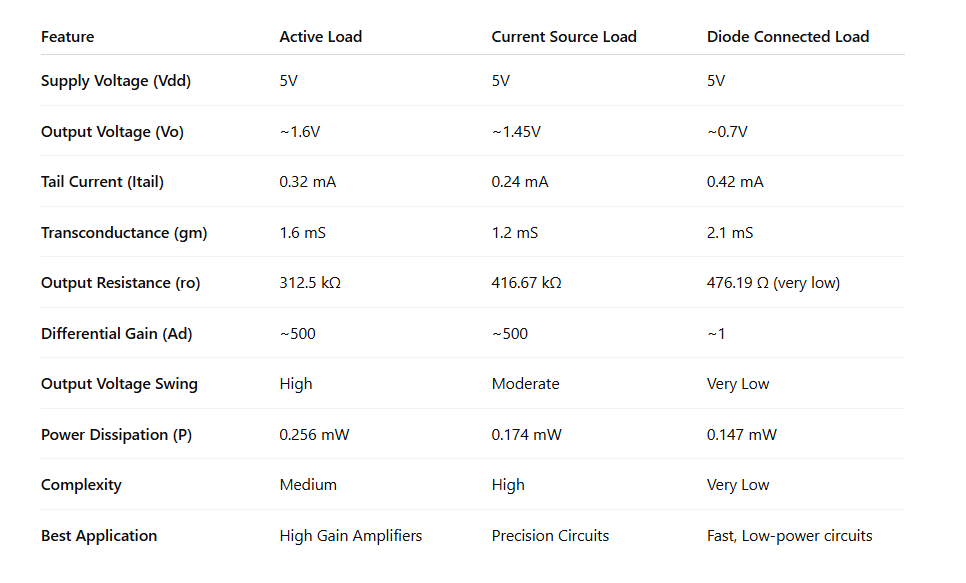 Feature Active Load Current Source Load Diode Connected Load
Supply Voltage (Vdd) 5V 5V 5V
Output Voltage (Vo) ~1.6V ~1.45V ~0.7V
Tail Current (Itail) 0.32 mA 0.24 mA 0.42 mA
Transconductance (gm) 1.6 mS 1.2 mS 2.1 mS
Output Resistance (ro) 312.5 kΩ 416.67 kΩ 476.19 Ω (very low)
Differential Gain (Ad) ~500 ~500 ~1
Output Voltage Swing High Moderate Very Low
Power Dissipation (P) 0.256 mW 0.174 mW 0.147 mW
Complexity Medium High Very Low
Best Application High Gain Amplifiers Precision Circuits Fast, Low-power circuits